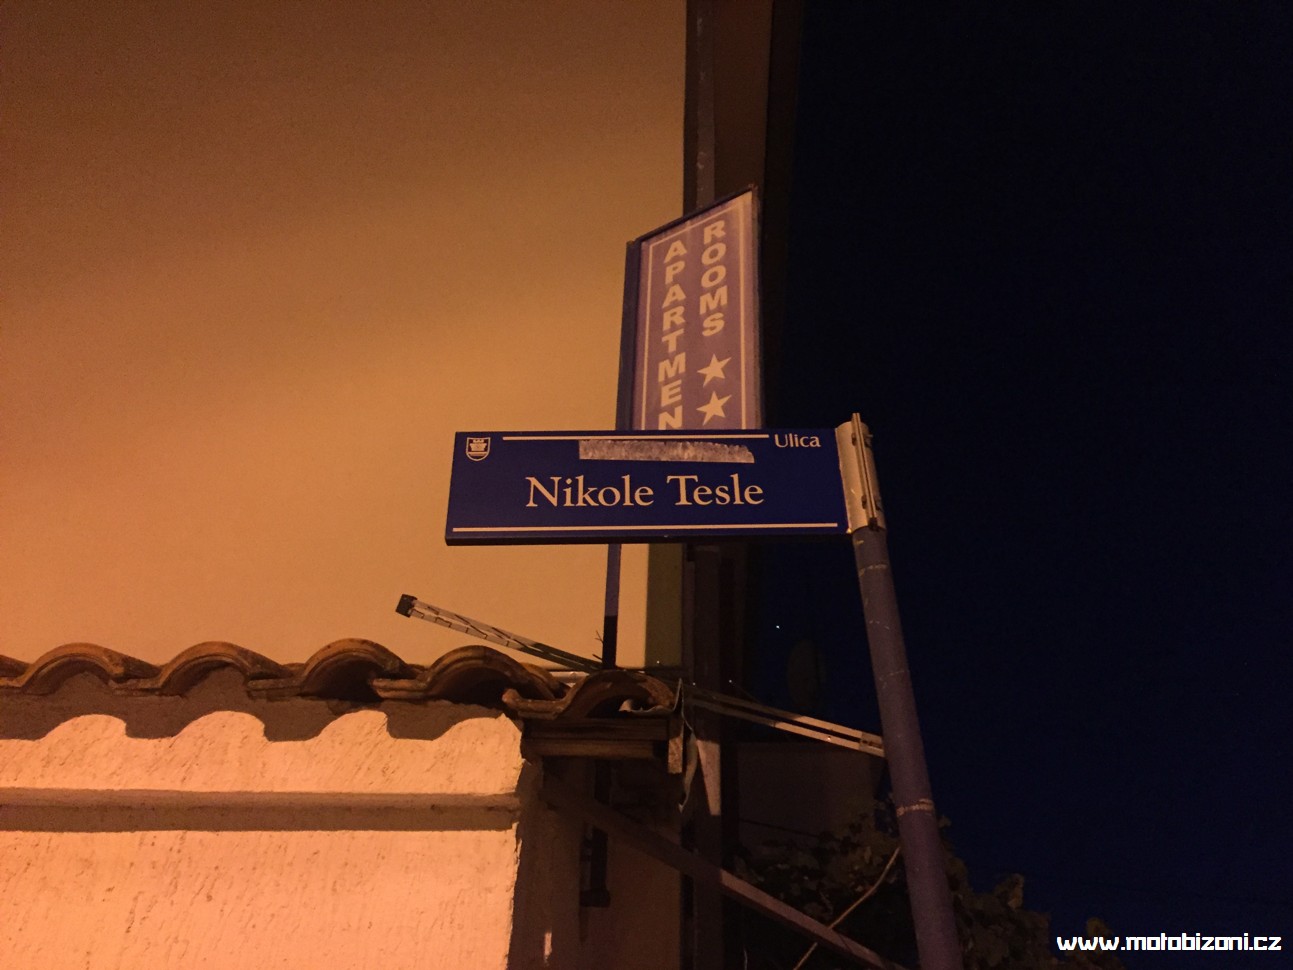 ROOMS
APARTMEN
Ulica
Nikole Tesle
www.motobizoni.cz